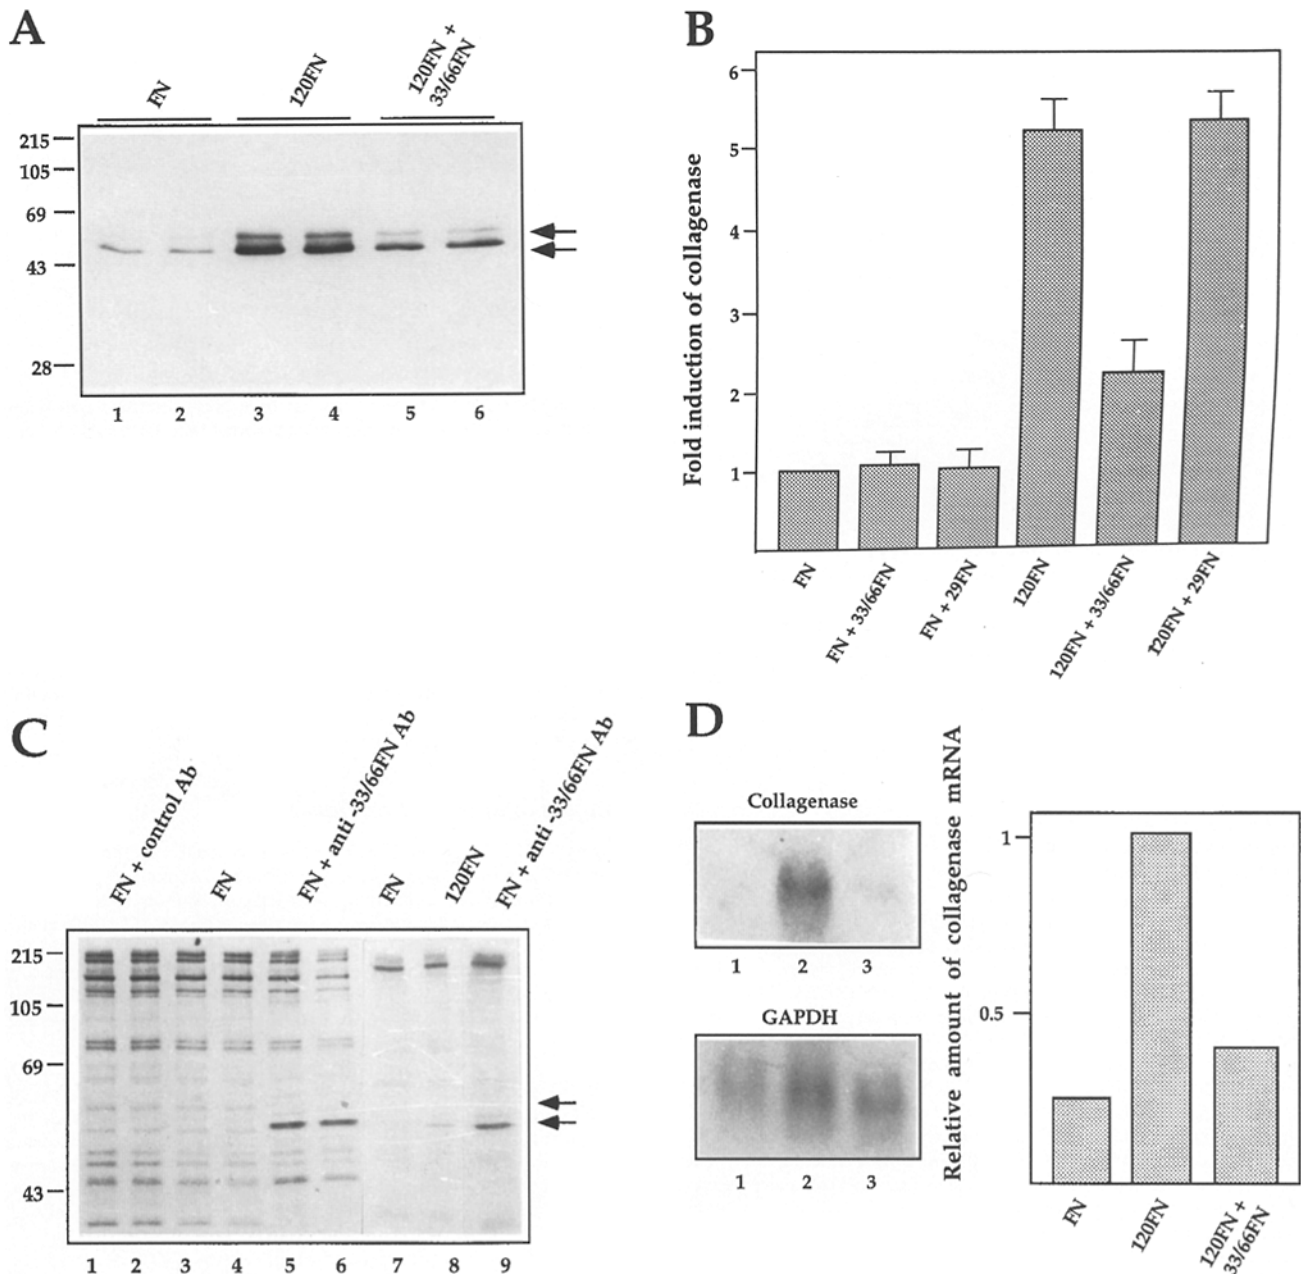 A
FN
120FN
120FN +
33/66FN
215
105
69
43
28
1 2 3 4 5 6
B
Fold induction of collagenase
6
5
4
3
2
1
FN
FN + 33/66FN
FN + 29FN
120FN
120FN + 33/66FN
120FN + 29FN
C
FN + control Ab
FN
FN + anti -33/66FN Ab
FN
120FN
FN + anti -33/66FN Ab
215
105
69
43
1 2 3 4 5 6 7 8 9
D
Collagenase
1 2 3
GAPDH
1 2 3
Relative amount of collagenase mRNA
1
0.5
FN
120FN
120FN +
33/66FN